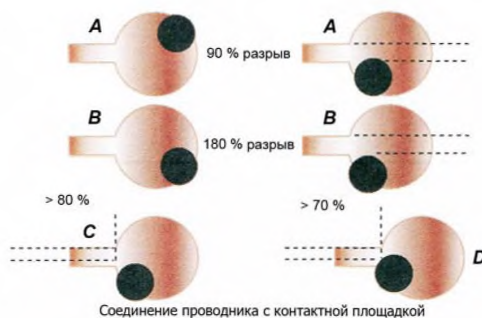 A A
90 % разрыв
B B
180 % разрыв
> 80 % > 70 %
C D
Соединение проводника с контактной площадкой